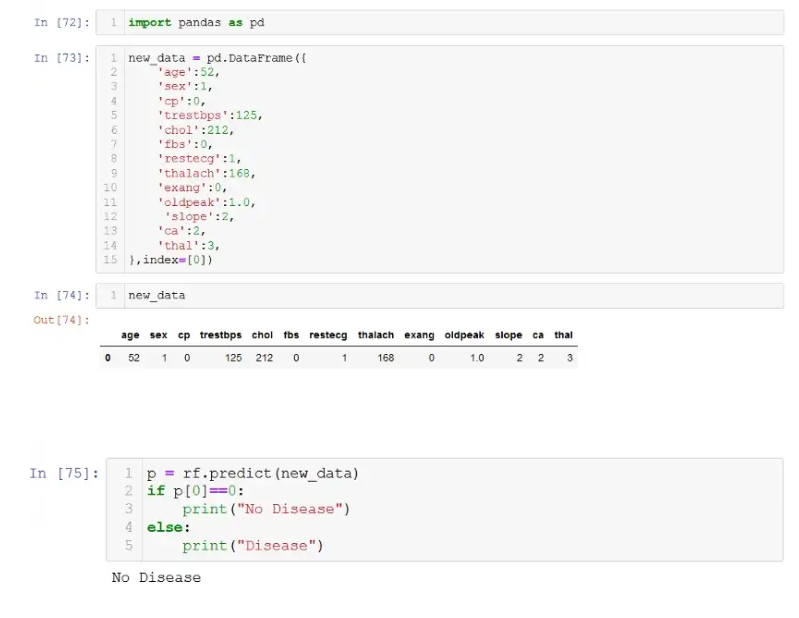 In [72]: 1 import pandas as pd
In [73]: 1 new_data = pd.DataFrame({
2 'age':52,
3 'sex':1,
4 'cp':0,
5 'trestbps':125,
6 'chol':212,
7 'fbs':0,
8 'restecg':1,
9 'thalach':168,
10 'exang':0,
11 'oldpeak':1.0,
12 'slope':2,
13 'ca':2,
14 'thal':3,
15 },index=[0])
In [74]: 1 new_data
Out[74]:
age sex cp trestbps chol fbs restecg thalach exang oldpeak slope ca thal
0 52 1 0 125 212 0 1 168 0 1.0 2 2 3
In [75]: 1 p = rf.predict(new_data)
2 if p[0]==0:
3 print("No Disease")
4 else:
5 print("Disease")
No Disease